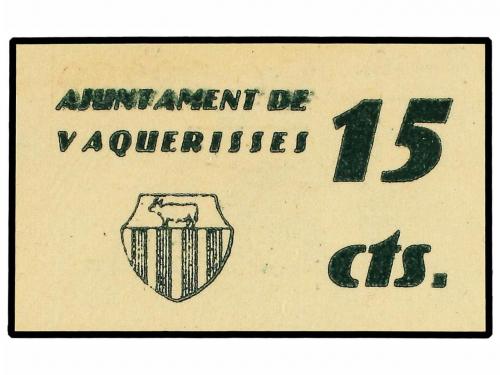 AJUNTAMENT DE
VAQUERISSES
15
cts.